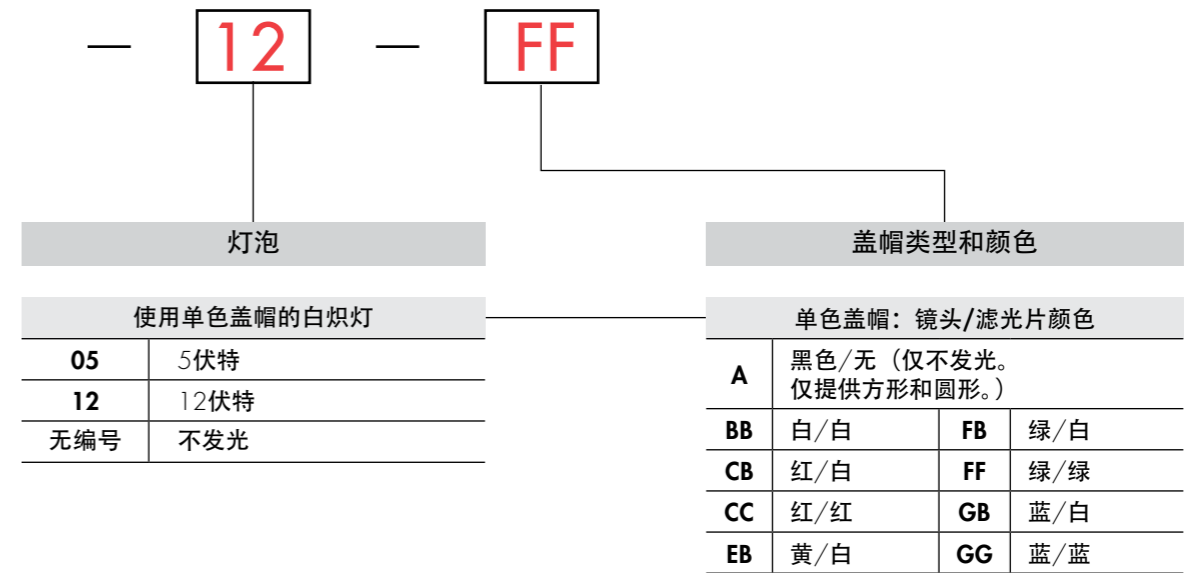 — 12 — FF
灯泡
盖帽类型和颜色
使用单色盖帽的白炽灯
05 5伏特
12 12伏特
无编号 不发光
单色盖帽：镜头/滤光片颜色
A 黑色/无（仅不发光。
仅提供方形和圆形。）
BB 白/白 FB 绿/白
CB 红/白 FF 绿/绿
CC 红/红 GB 蓝/白
EB 黄/白 GG 蓝/蓝